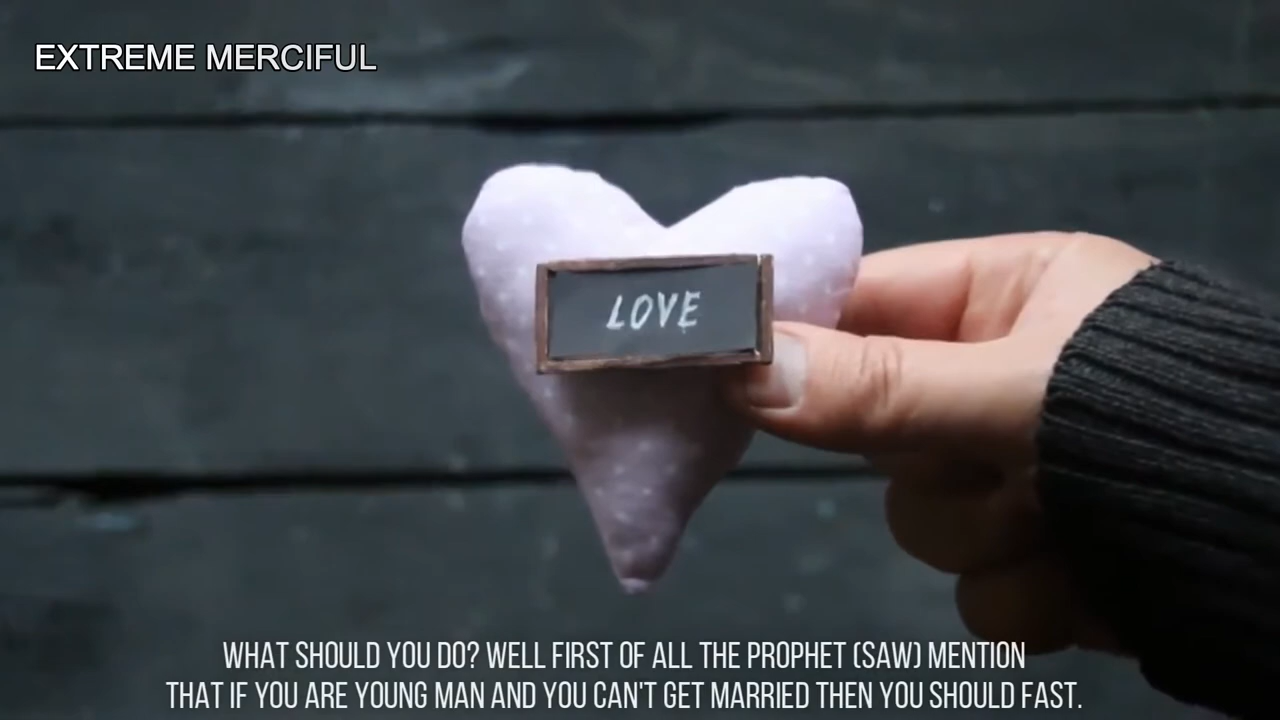 EXTREME MERCIFUL
LOVE
WHAT SHOULD YOU DO? WELL FIRST OF ALL THE PROPHET (SAW) MENTION
THAT IF YOU ARE YOUNG MAN AND YOU CAN'T GET MARRIED THEN YOU SHOULD FAST.